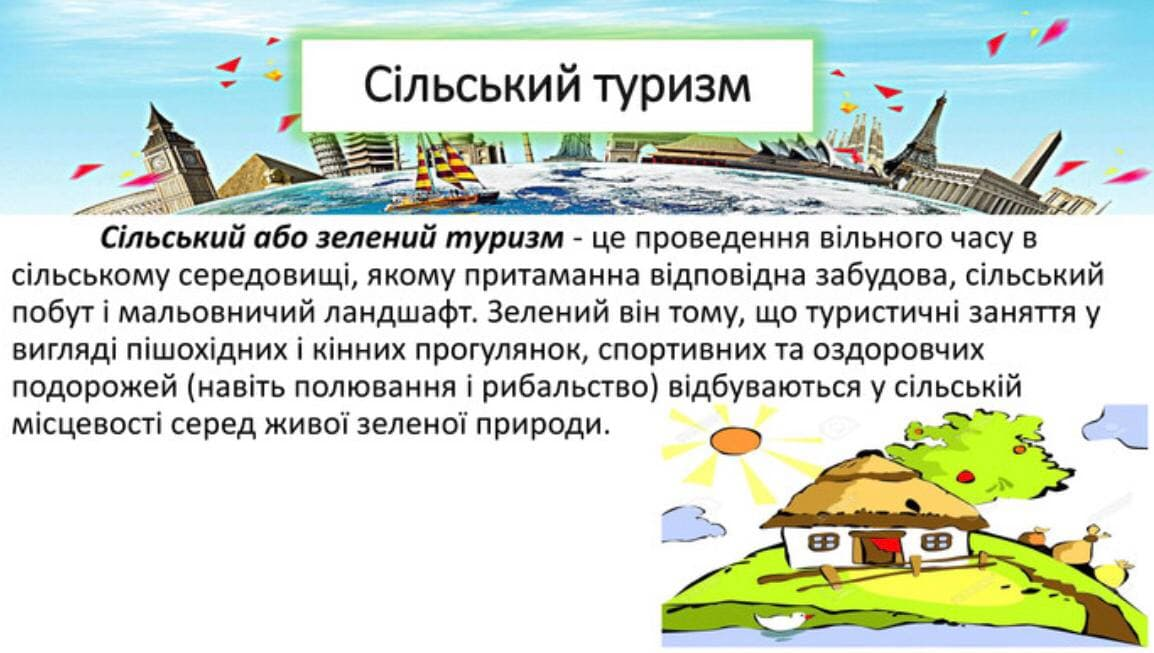 Сільський туризм
Сільський або зелений туризм - це проведення вільного часу в
сільському середовищі, якому притаманна відповідна забудова, сільський
побут і мальовничий ландшафт. Зелений він тому, що туристичні заняття у
вигляді пішохідних і кінних прогулянок, спортивних та оздоровчих
подорожей (навіть полювання і рибальство) відбуваються у сільській
місцевості серед живої зеленої природи.